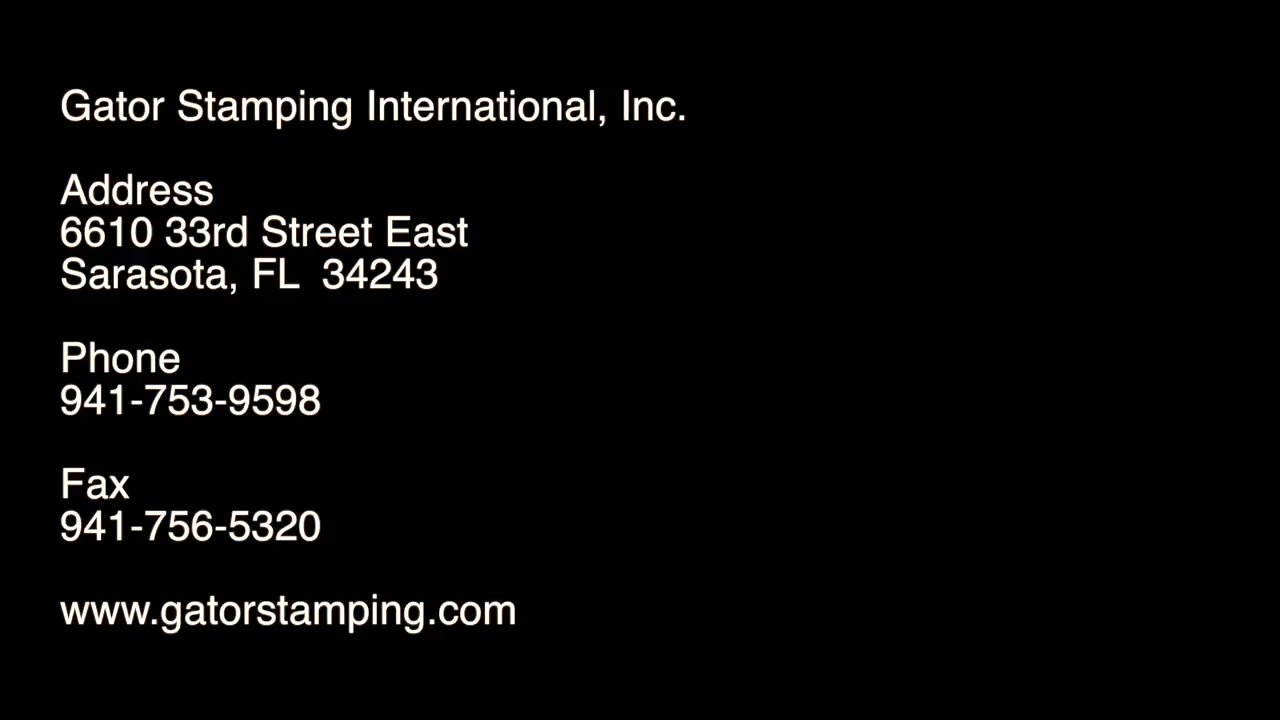 Gator Stamping International, Inc.
Address
6610 33rd Street East
Sarasota, FL  34243
Phone
941-753-9598
Fax
941-756-5320
www.gatorstamping.com